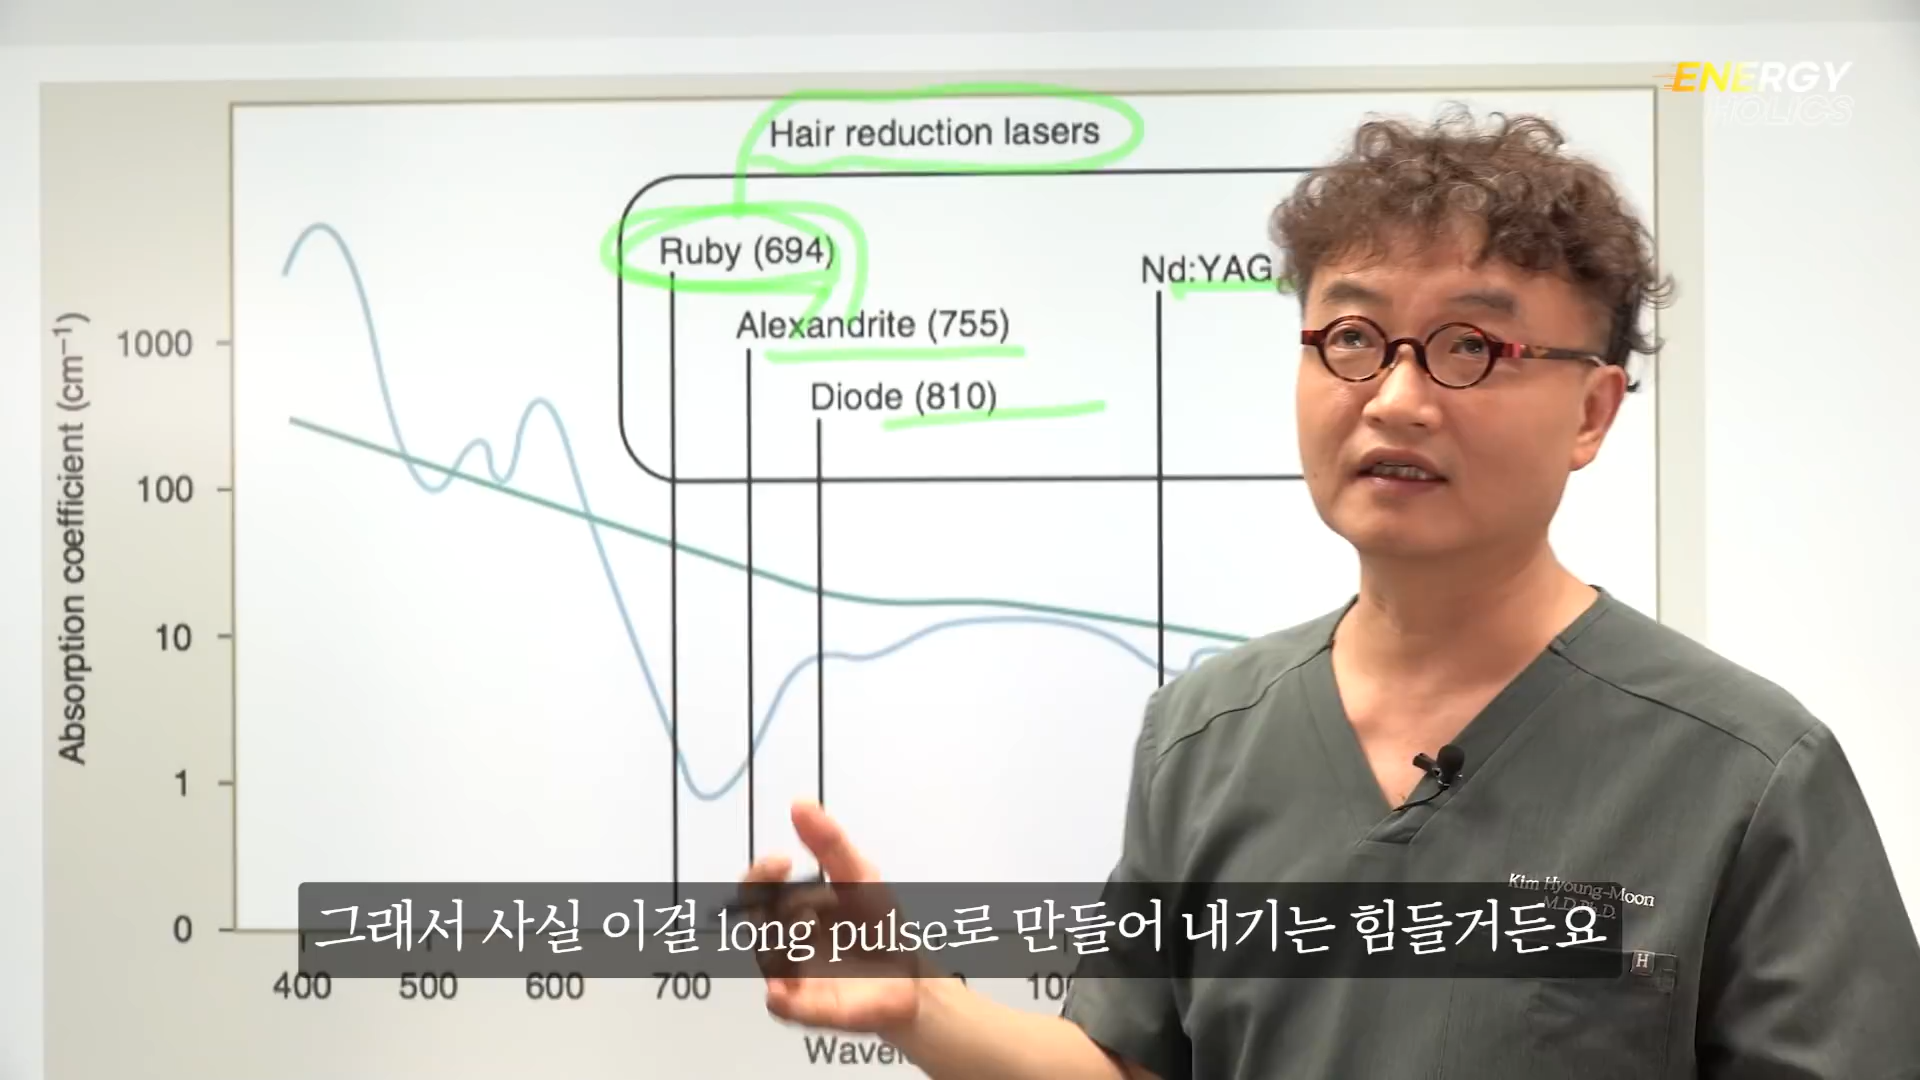 ENERGY
HOLICS
Hair reduction lasers
Ruby (694)
Nd:YAG
Alexandrite (755)
Diode (810)
Absorption coefficient (cm⁻¹)
1000
100
10
1
0
400
500
600
700
Kim Hyoung-Moon
M.D.Ph.D.
H
그래서 사실 이걸 long pulse로 만들어 내기는 힘들거든요